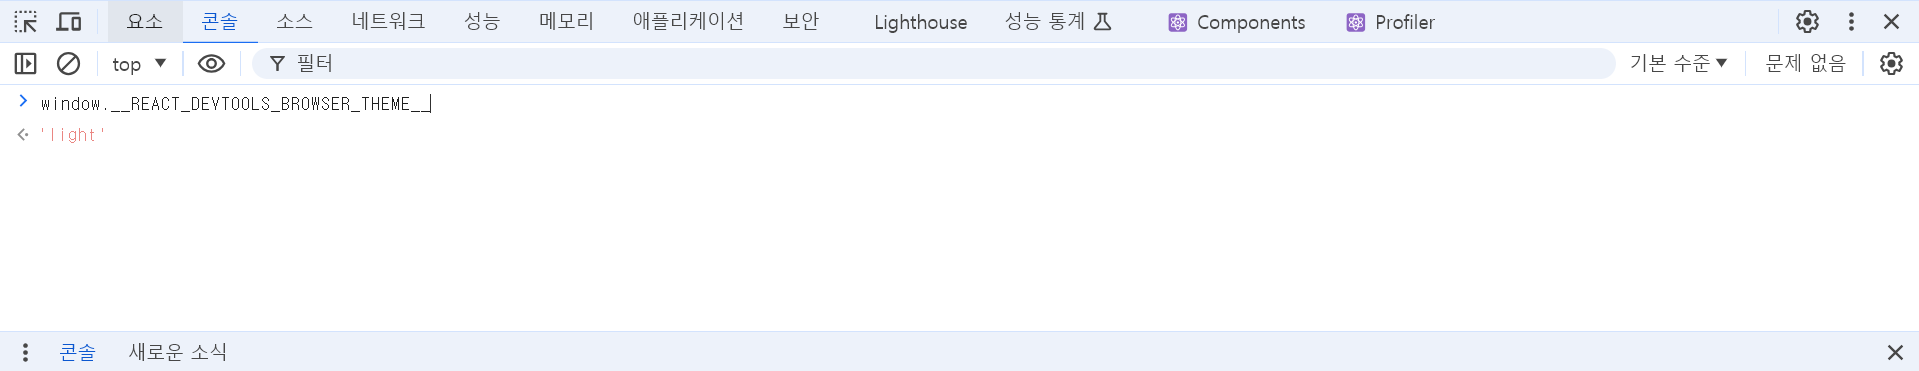 요소 콘솔 소스 네트워크 성능 메모리 애플리케이션 보안 Lighthouse 성능 통계 Components Profiler
top 필터 기본 수준 문제 없음
window.__REACT_DEVTOOLS_BROWSER_THEME__
'light'
콘솔 새로운 소식